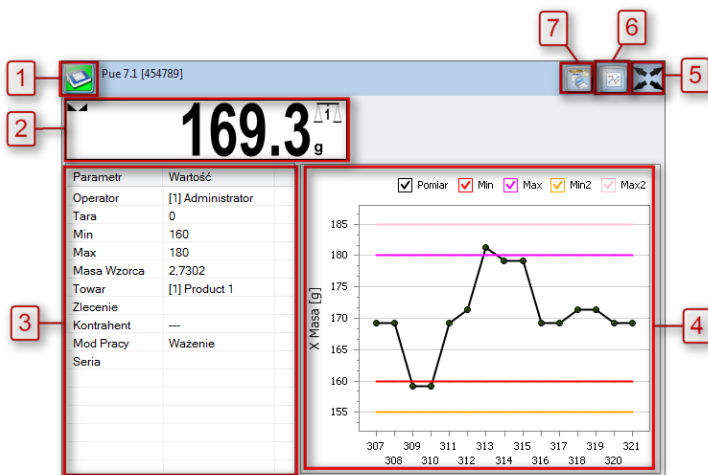 7
6
1
Pue 7.1 [454789]
5
2
169.3 g
1
Parametr Wartość
Operator [1] Administrator
Tara 0
Min 160
Max 180
Masa Wzorca 2,7302
Towar [1] Product 1
Zlecenie
Kontrahent ---
Mod Pracy Ważenie
Seria
3
Pomiar Min Max Min2 Max2
X Masa [g]
185
180
175
170
165
160
155
307 309 311 313 315 317 319 321
308 310 312 314 316 318 320
4